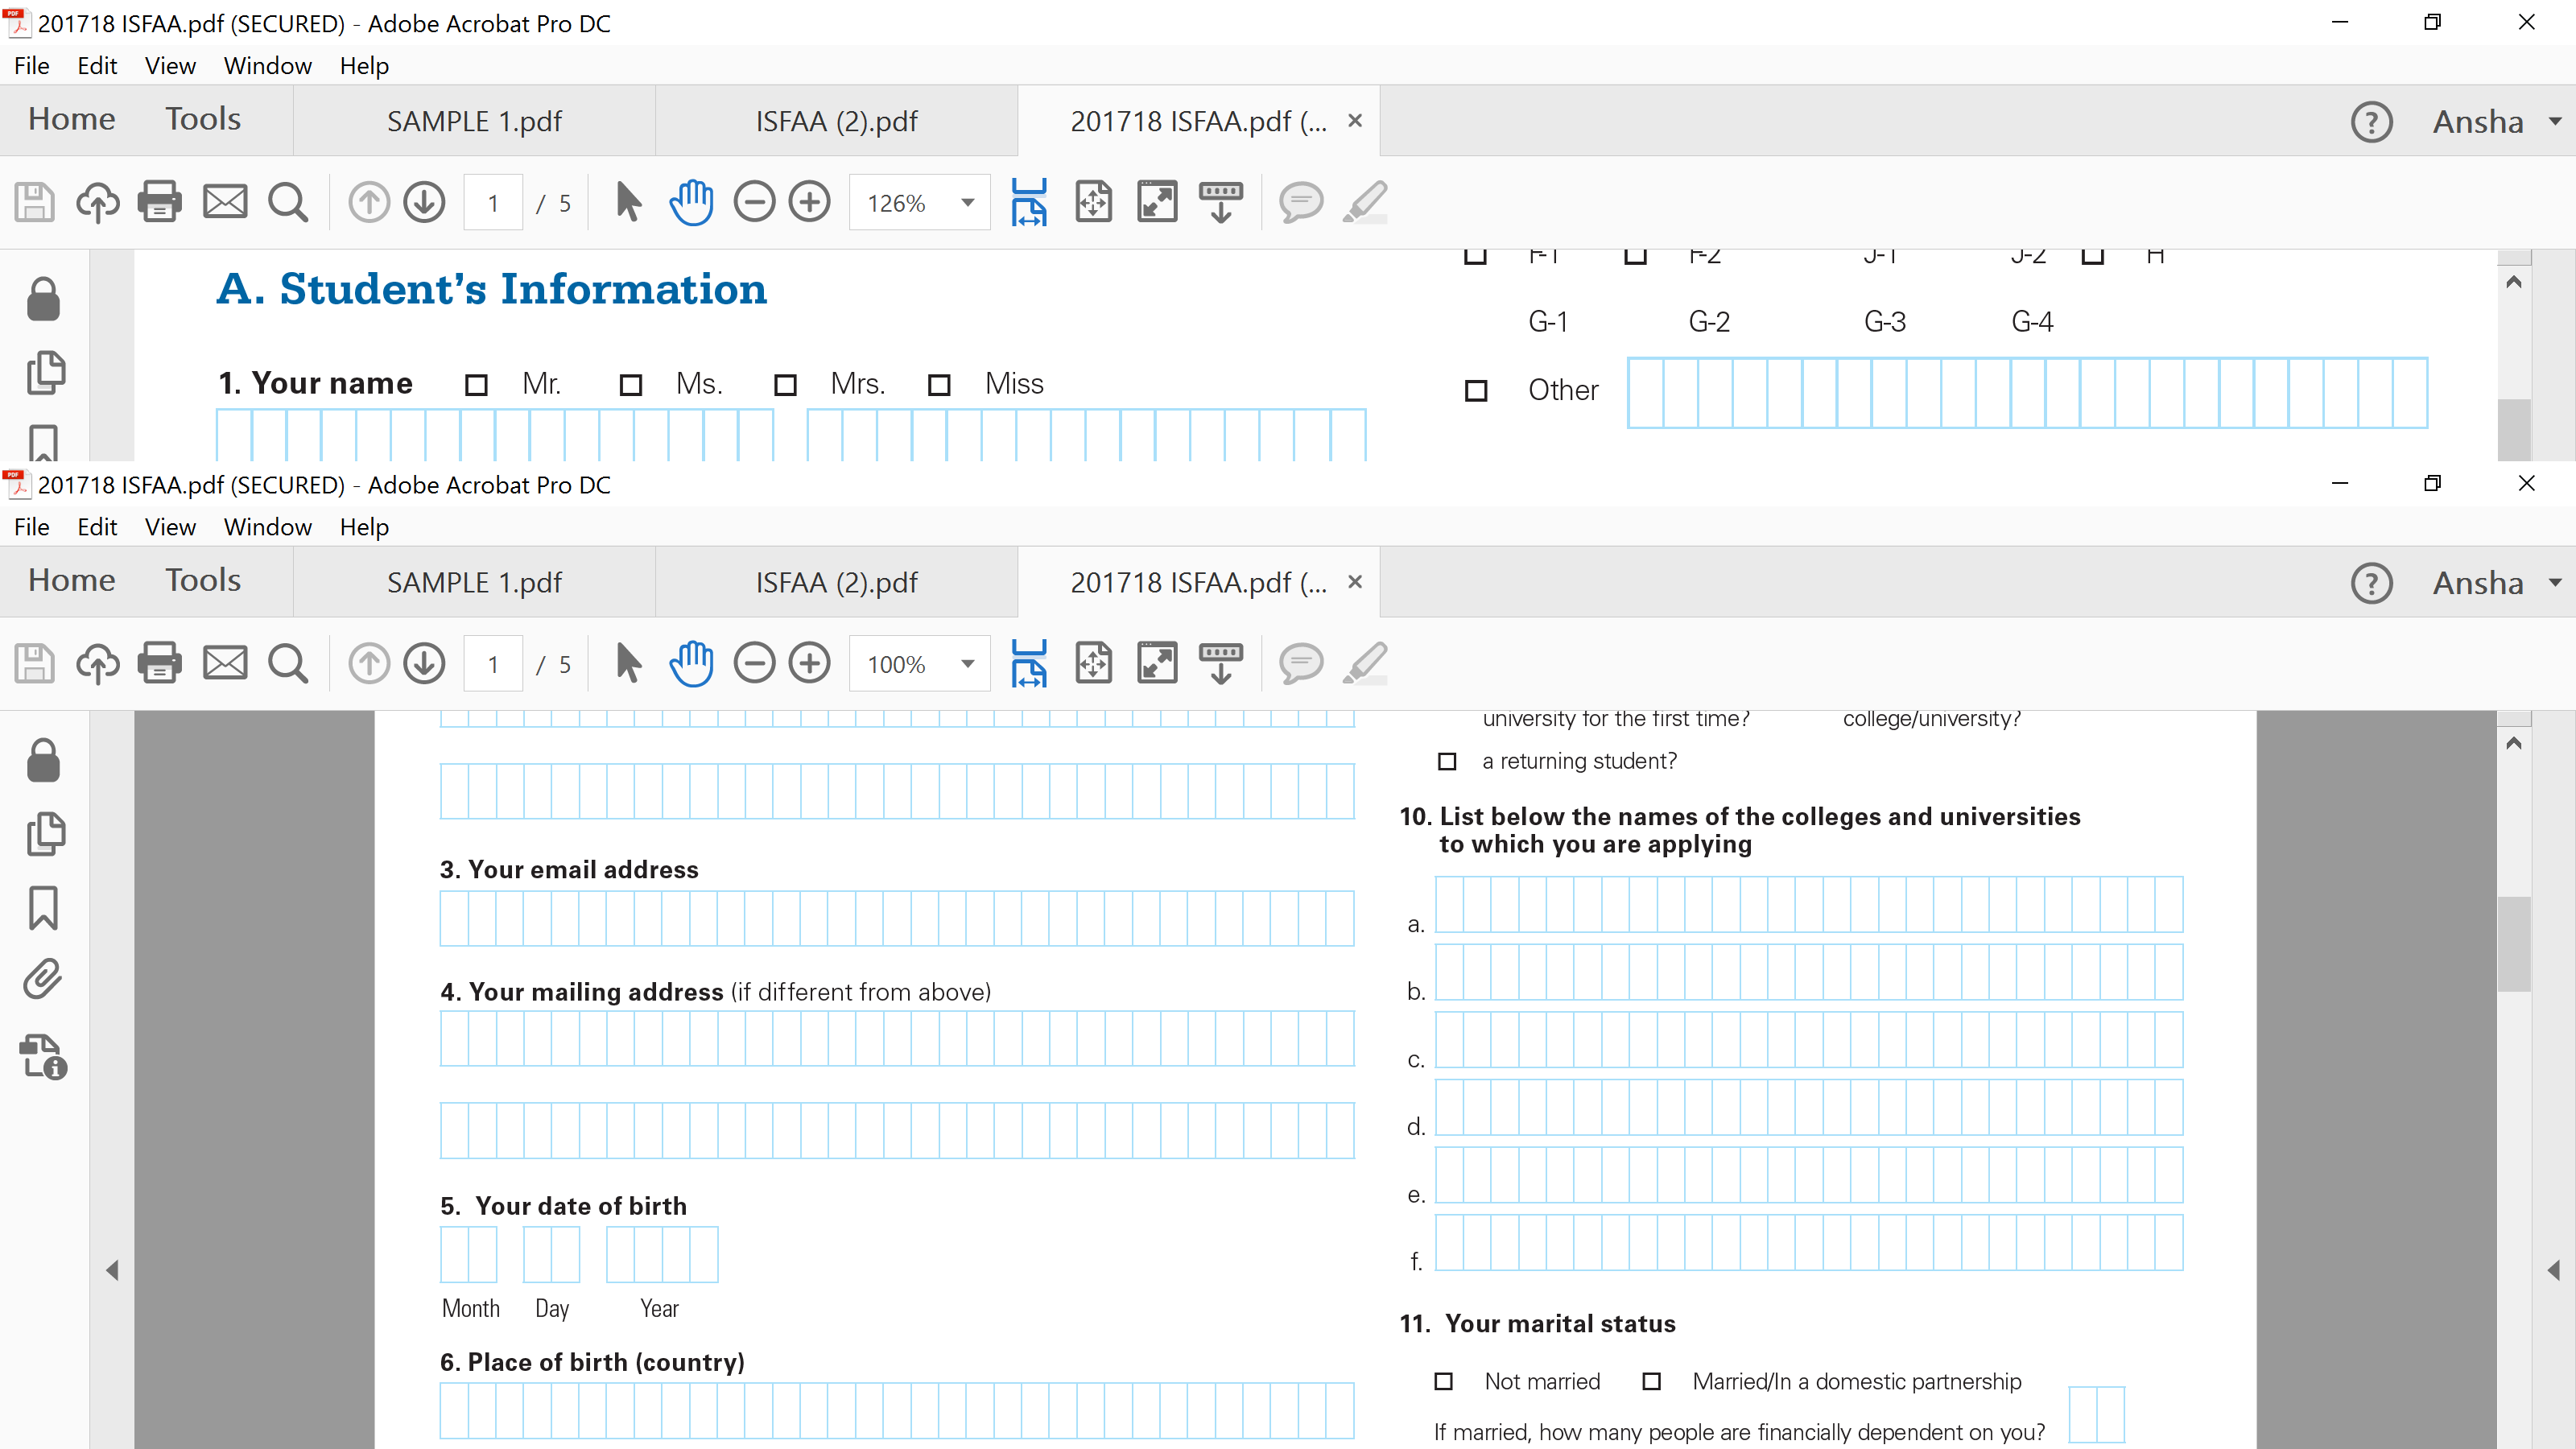 201718 ISFAA.pdf (SECURED) - Adobe Acrobat Pro DC
File Edit View Window Help
Home Tools SAMPLE 1.pdf ISFAA (2).pdf 201718 ISFAA.pdf (... × ? Ansha
1 / 5 126%
A. Student's Information
1. Your name Mr. Ms. Mrs. Miss
F-1 F-2 J-1 J-2 H
G-1 G-2 G-3 G-4
Other
201718 ISFAA.pdf (SECURED) - Adobe Acrobat Pro DC
File Edit View Window Help
Home Tools SAMPLE 1.pdf ISFAA (2).pdf 201718 ISFAA.pdf (... × ? Ansha
1 / 5 100%
3. Your email address
4. Your mailing address (if different from above)
5. Your date of birth
Month Day Year
6. Place of birth (country)
university for the first time? college/university?
a returning student?
10. List below the names of the colleges and universities
to which you are applying
a.
b.
c.
d.
e.
f.
11. Your marital status
Not married Married/In a domestic partnership
If married, how many people are financially dependent on you?